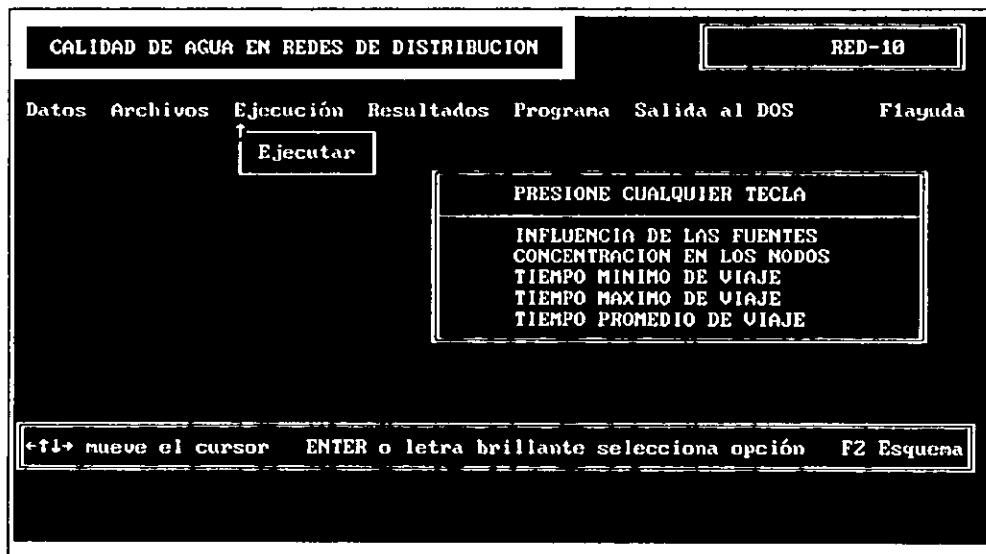 CALIDAD DE AGUA EN REDES DE DISTRIBUCION
RED-10
Datos Archivos Ejecución Resultados Programa Salida al DOS F1ayuda
↑
Ejecutar
PRESIONE CUALQUIER TECLA
INFLUENCIA DE LAS FUENTES
CONCENTRACION EN LOS NODOS
TIEMPO MINIMO DE VIAJE
TIEMPO MAXIMO DE VIAJE
TIEMPO PROMEDIO DE VIAJE
←↑↓→ mueve el cursor ENTER o letra brillante selecciona opción F2 Esquema